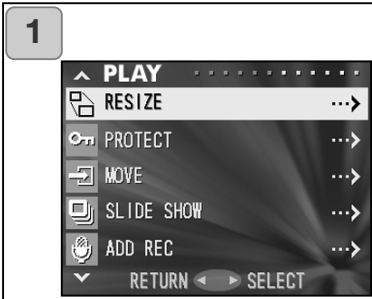 1
PLAY
RESIZE
PROTECT
MOVE
SLIDE SHOW
ADD REC
RETURN SELECT